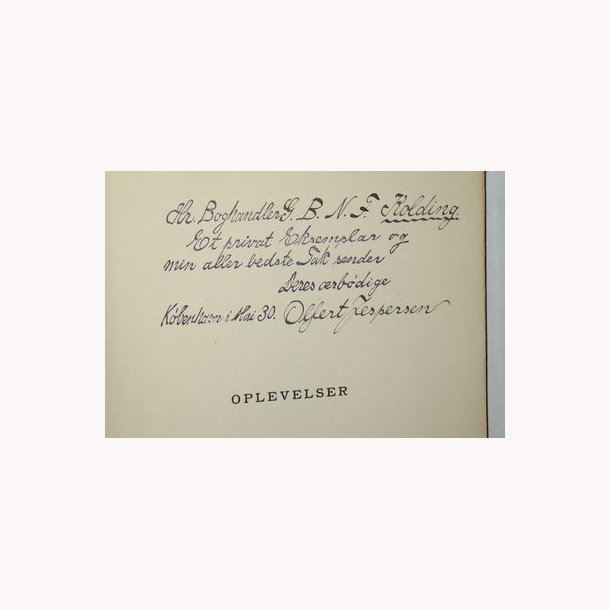 Hr. Boghandler G. B. N. F. Kolding.
Et privat Eksemplar og
min aller bedste Tak sender
Deres ærbödige
København i Mai 30. Olfert Jespersen
OPLEVELSER